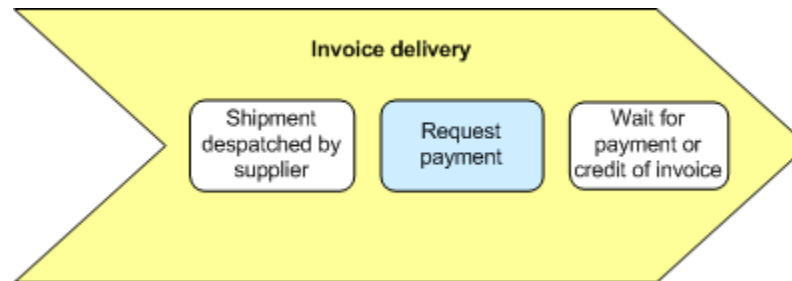 Invoice delivery
Shipment
despatched by
supplier
Request
payment
Wait for
payment or
credit of invoice